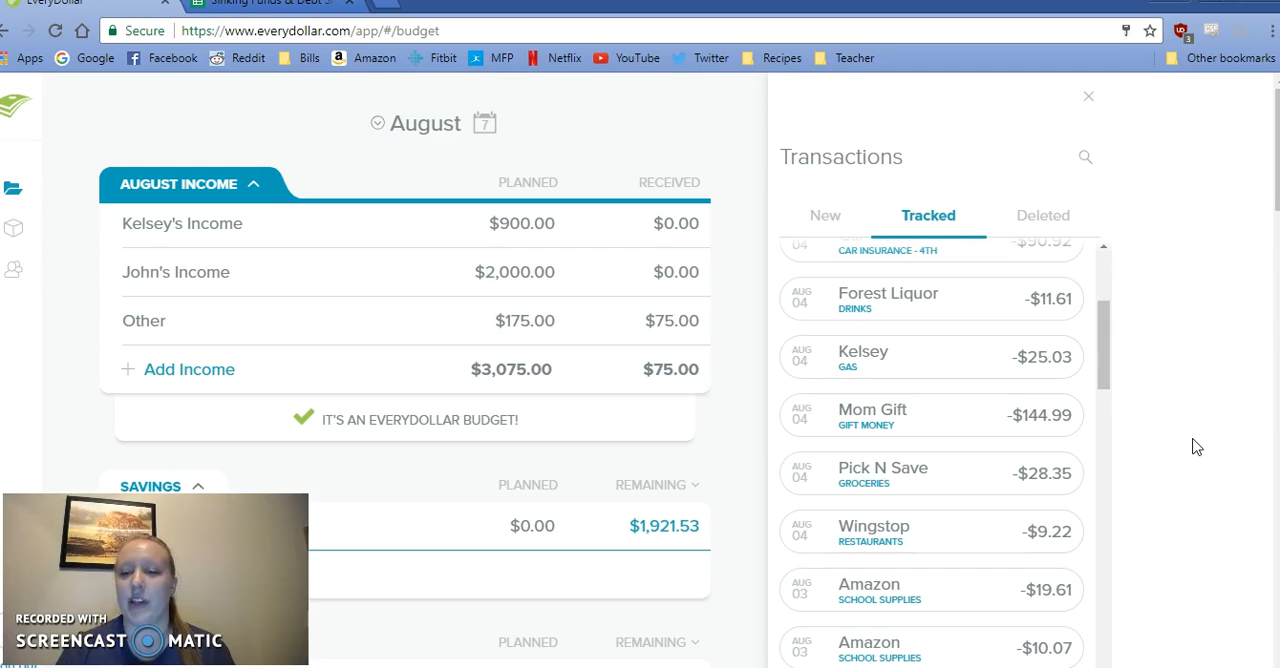 EveryDollar
Sinking Funds & Debt S
Secure
https://www.everydollar.com/app/#/budget
3
Apps Google Facebook Reddit Bills Amazon Fitbit MFP Netflix YouTube Twitter Recipes Teacher Other bookmarks
August 7
AUGUST INCOME PLANNED RECEIVED
Kelsey's Income $900.00 $0.00
John's Income $2,000.00 $0.00
Other $175.00 $75.00
Add Income $3,075.00 $75.00
IT'S AN EVERYDOLLAR BUDGET!
SAVINGS PLANNED REMAINING
$0.00 $1,921.53
PLANNED REMAINING
RECORDED WITH
SCREENCAST MATIC
Transactions
New Tracked Deleted
04 -$90.92
CAR INSURANCE - 4TH
AUG 04 Forest Liquor -$11.61
DRINKS
AUG 04 Kelsey -$25.03
GAS
AUG 04 Mom Gift -$144.99
GIFT MONEY
AUG 04 Pick N Save -$28.35
GROCERIES
AUG 04 Wingstop -$9.22
RESTAURANTS
AUG 03 Amazon -$19.61
SCHOOL SUPPLIES
AUG 03 Amazon -$10.07
SCHOOL SUPPLIES